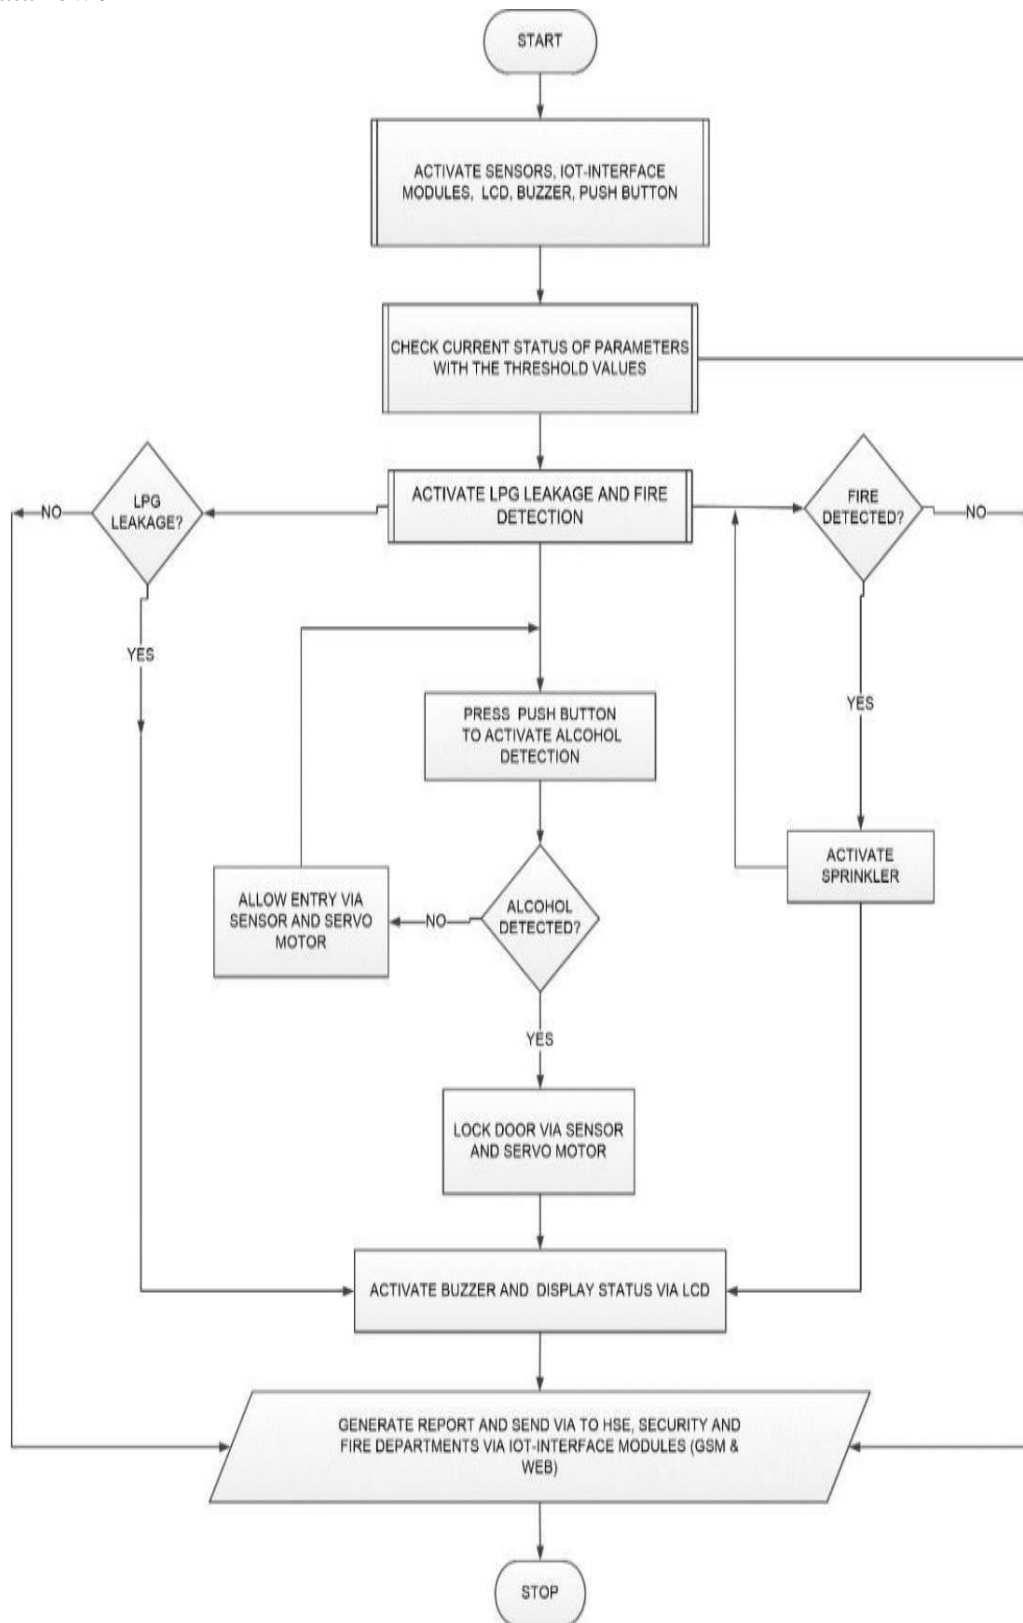 START
ACTIVATE SENSORS, IOT-INTERFACE
MODULES, LCD, BUZZER, PUSH BUTTON
CHECK CURRENT STATUS OF PARAMETERS
WITH THE THRESHOLD VALUES
ACTIVATE LPG LEAKAGE AND FIRE
DETECTION
LPG
LEAKAGE?
NO
YES
FIRE
DETECTED?
NO
YES
PRESS PUSH BUTTON
TO ACTIVATE ALCOHOL
DETECTION
ACTIVATE
SPRINKLER
ALLOW ENTRY VIA
SENSOR AND SERVO
MOTOR
NO
ALCOHOL
DETECTED?
YES
LOCK DOOR VIA SENSOR
AND SERVO MOTOR
ACTIVATE BUZZER AND DISPLAY STATUS VIA LCD
GENERATE REPORT AND SEND VIA TO HSE, SECURITY AND
FIRE DEPARTMENTS VIA IOT-INTERFACE MODULES (GSM &
WEB)
STOP